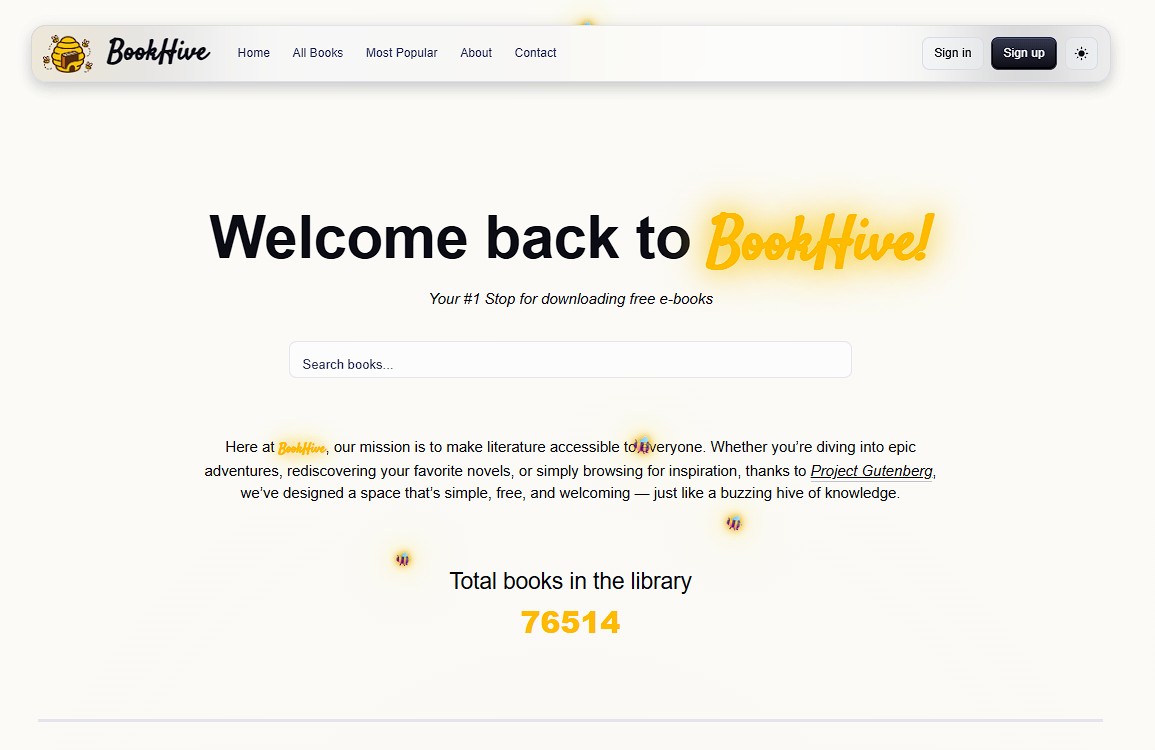 BookHive Home All Books Most Popular About Contact Sign in Sign up
Welcome back to BookHive!
Your #1 Stop for downloading free e-books
Search books...
Here at BookHive, our mission is to make literature accessible to everyone. Whether you’re diving into epic
adventures, rediscovering your favorite novels, or simply browsing for inspiration, thanks to Project Gutenberg,
we’ve designed a space that’s simple, free, and welcoming — just like a buzzing hive of knowledge.
Total books in the library
76514